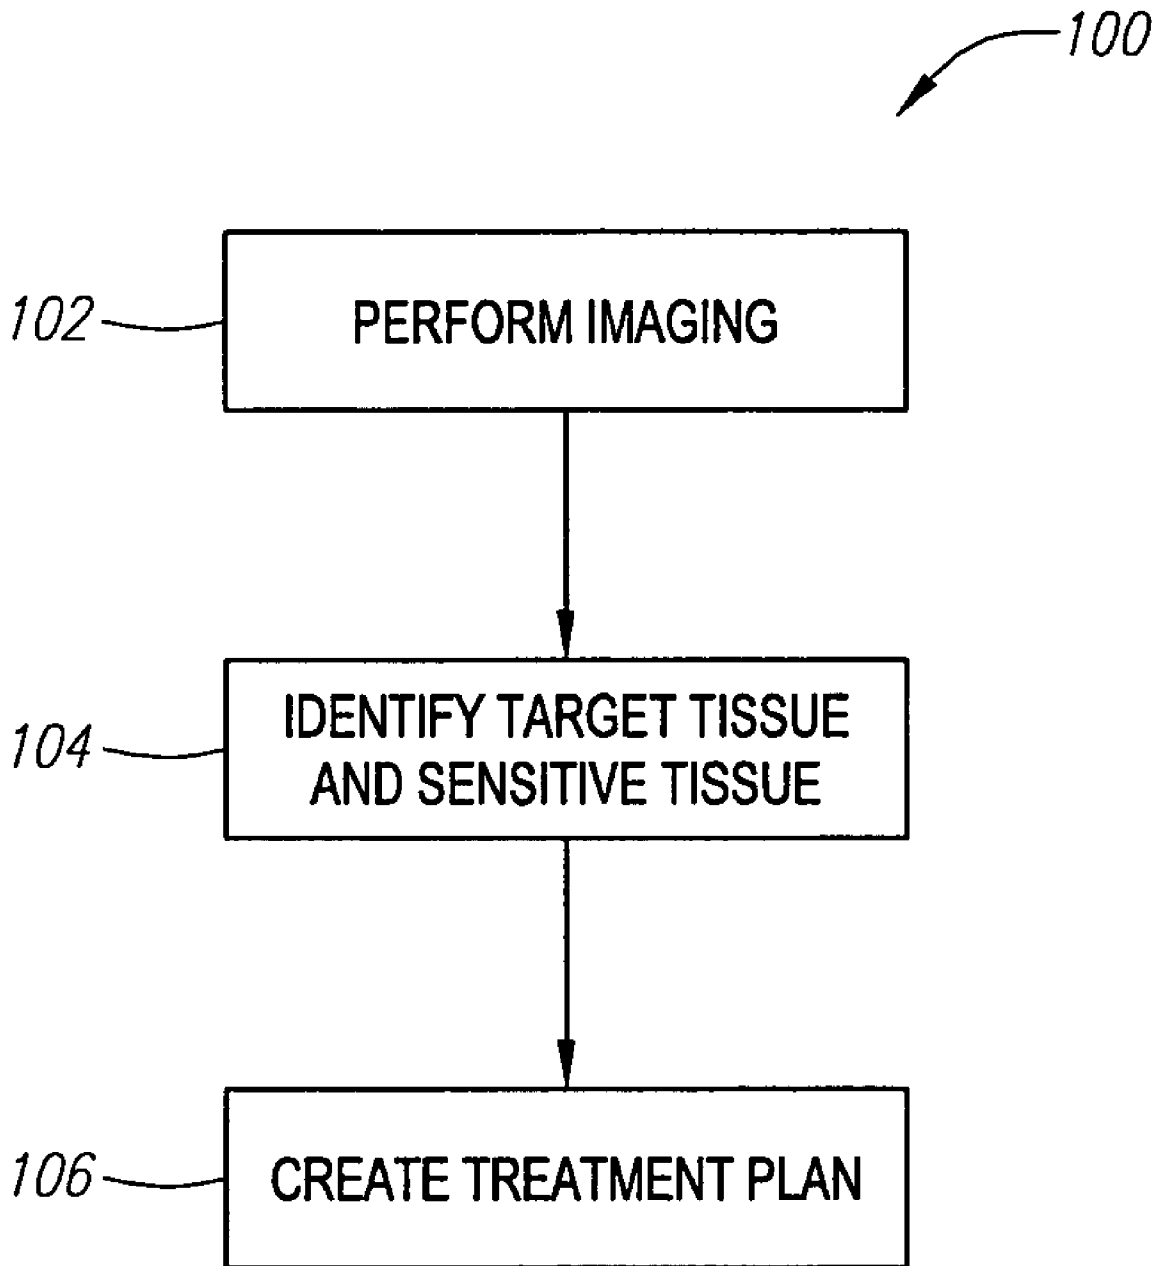 100
102
PERFORM IMAGING
104
IDENTIFY TARGET TISSUE
AND SENSITIVE TISSUE
106
CREATE TREATMENT PLAN